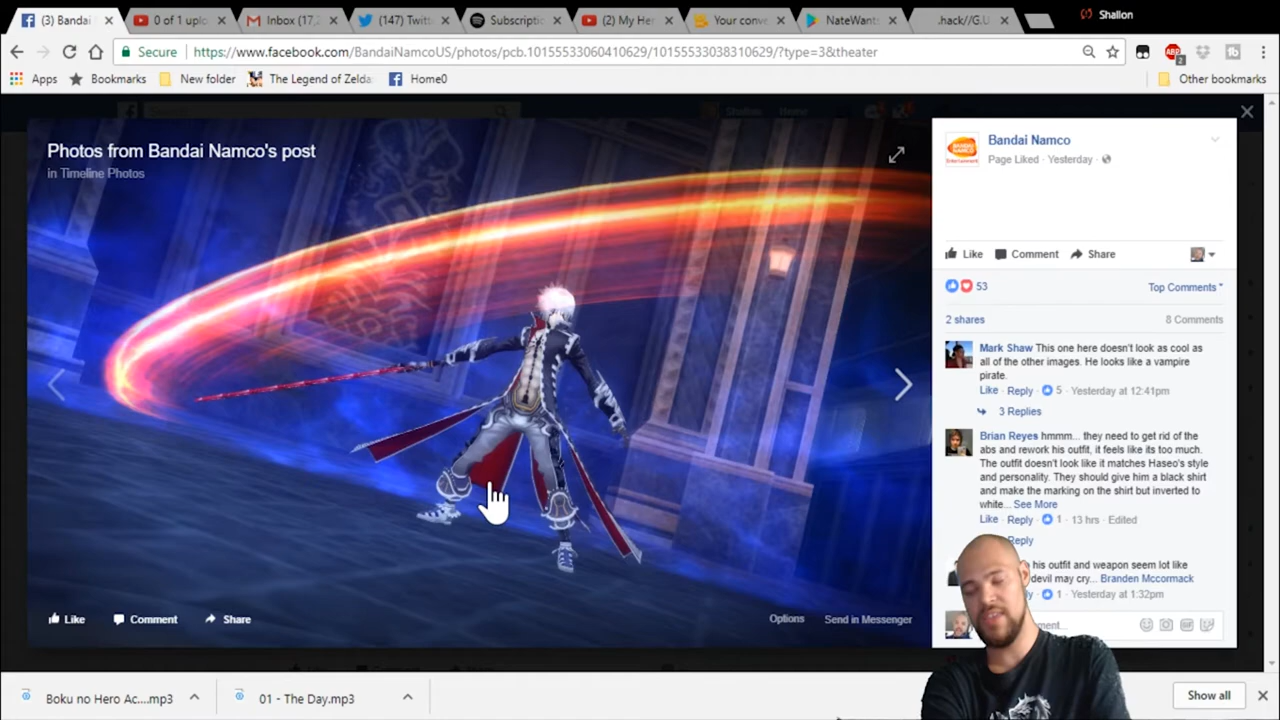 (3) Bandai
0 of 1 uplo
Inbox (17,
(147) Twitt
Subscriptic
(2) My He
Your conve
NateWants
.hack//G.U
Shallon
Secure
https://www.facebook.com/BandaiNamcoUS/photos/pcb.10155533060410629/10155533038310629/?type=3&theater
Apps
Bookmarks
New folder
The Legend of Zelda
Home0
Other bookmarks
Photos from Bandai Namco's post
in Timeline Photos
Bandai Namco
Page Liked · Yesterday ·
Like Comment Share
53
Top Comments
2 shares
8 Comments
Mark Shaw This one here doesn't look as cool as
all of the other images. He looks like a vampire
pirate.
Like · Reply · 5 · Yesterday at 12:41pm
3 Replies
Brian Reyes hmmm... they need to get rid of the
abs and rework his outfit, it feels like its too much.
The outfit doesn't look like it matches Haseo's style
and personality. They should give him a black shirt
and make the marking on the shirt but inverted to
white... See More
Like · Reply · 1 · 13 hrs · Edited
Reply
his outfit and weapon seem lot like
devil may cry... Branden Mccormack
1 · Yesterday at 1:32pm
Like Comment Share
Options Send in Messenger
Boku no Hero Ac....mp3
01 - The Day.mp3
Show all